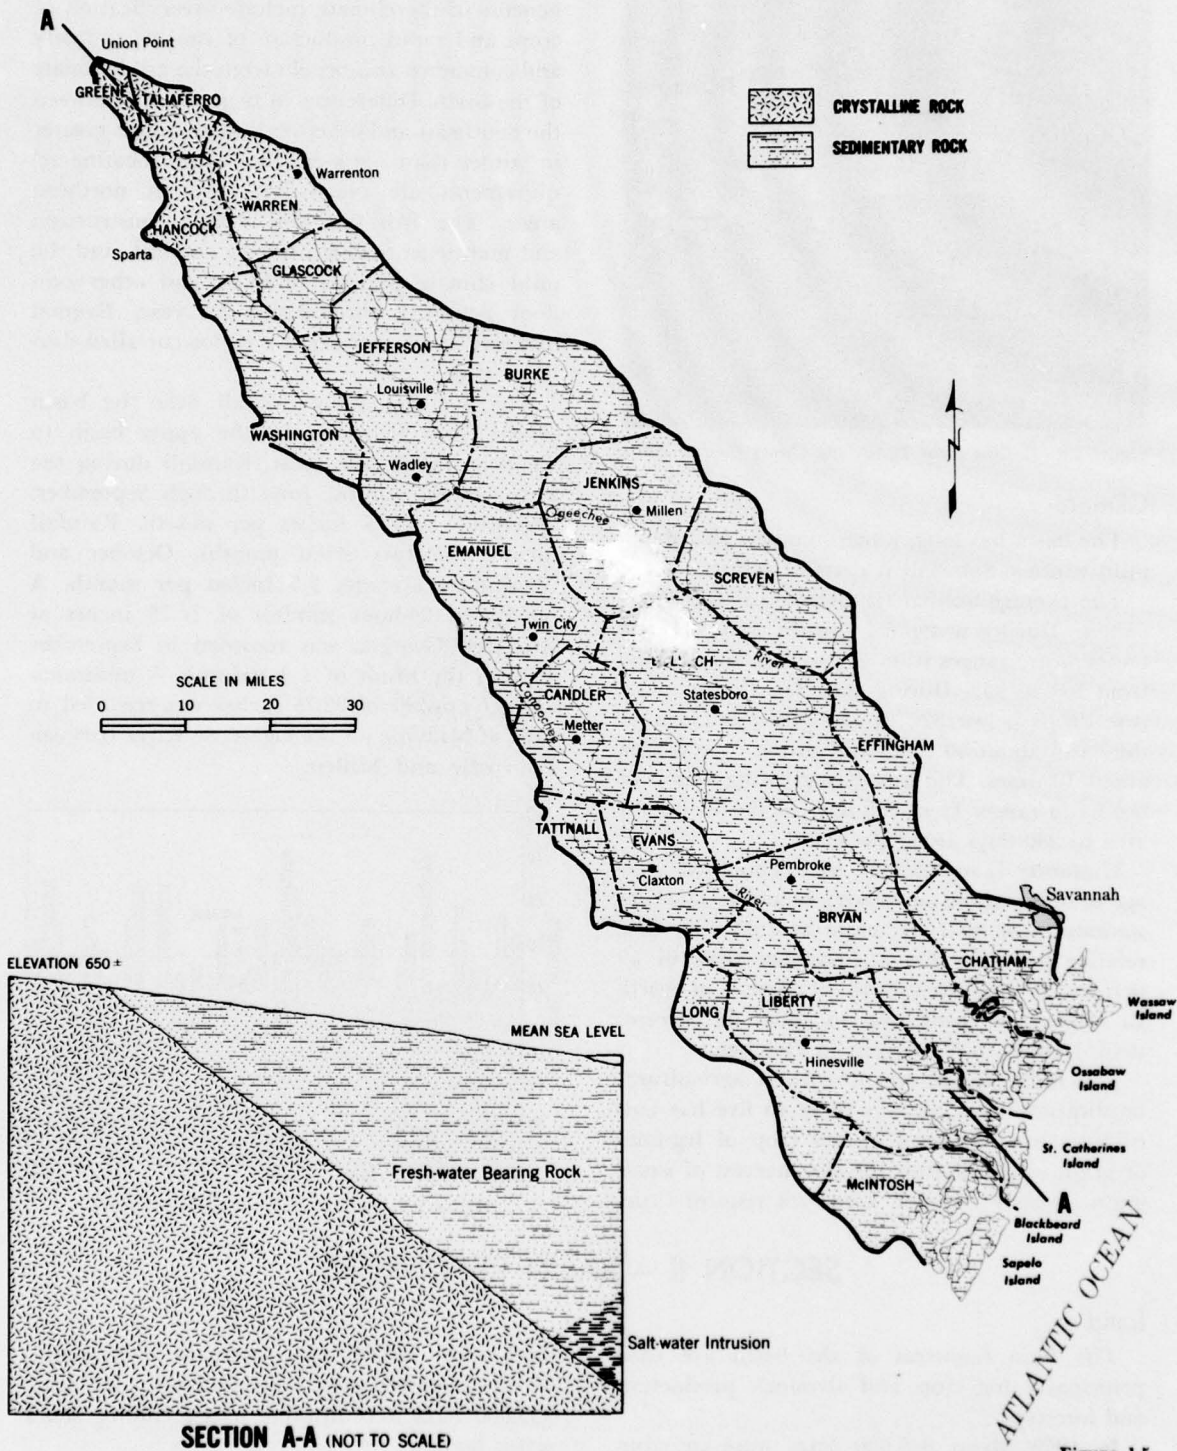 A
Union Point
GREENE
TALIAFERRO
CRYSTALLINE ROCK
SEDIMENTARY ROCK
Warrenton
WARREN
HANCOCK
Sparta
GLASCOCK
JEFFERSON
BURKE
Louisville
WASHINGTON
Wadley
JENKINS
Millen
Ogeechee
N
EMANUEL
SCREVEN
Twin City
River
SCALE IN MILES
0 10 20 30
CANDLER
Statesboro
Canoochee
Metter
EFFINGHAM
TATTNALL
EVANS
Pembroke
Claxton
River
BRYAN
Savannah
CHATHAM
ELEVATION 650 ±
MEAN SEA LEVEL
LONG
LIBERTY
Wassaw
Island
Hinesville
Ossabaw
Island
St. Catherines
Island
Fresh-water Bearing Rock
McINTOSH
A
Blackbeard
Island
Sapelo
Island
ATLANTIC OCEAN
Salt-water Intrusion
SECTION A-A (NOT TO SCALE)